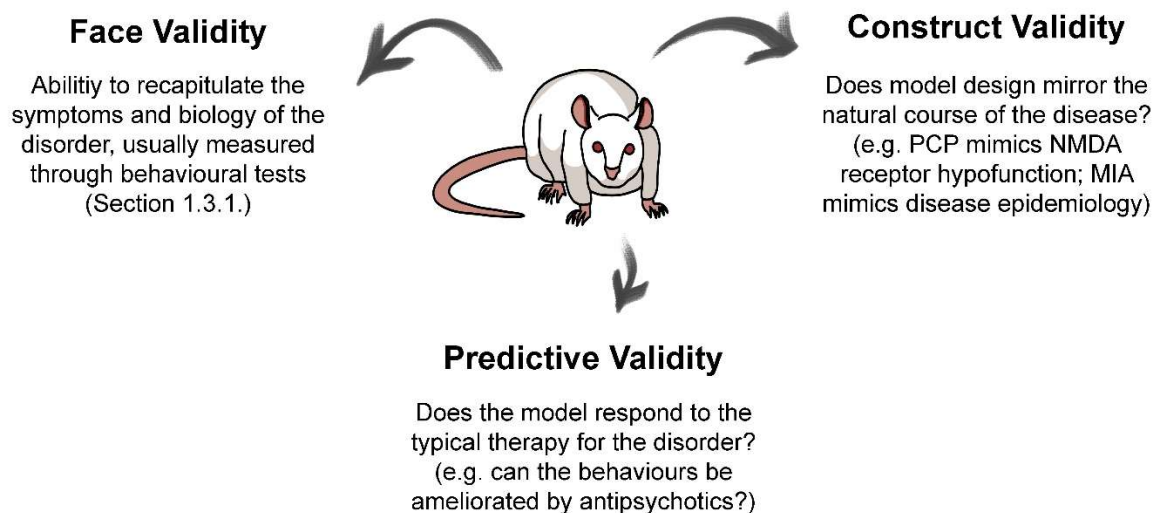 Face Validity
Abilitiy to recapitulate the
symptoms and biology of the
disorder, usually measured
through behavioural tests
(Section 1.3.1.)
Construct Validity
Does model design mirror the
natural course of the disease?
(e.g. PCP mimics NMDA
receptor hypofunction; MIA
mimics disease epidemiology)
Predictive Validity
Does the model respond to the
typical therapy for the disorder?
(e.g. can the behaviours be
ameliorated by antipsychotics?)